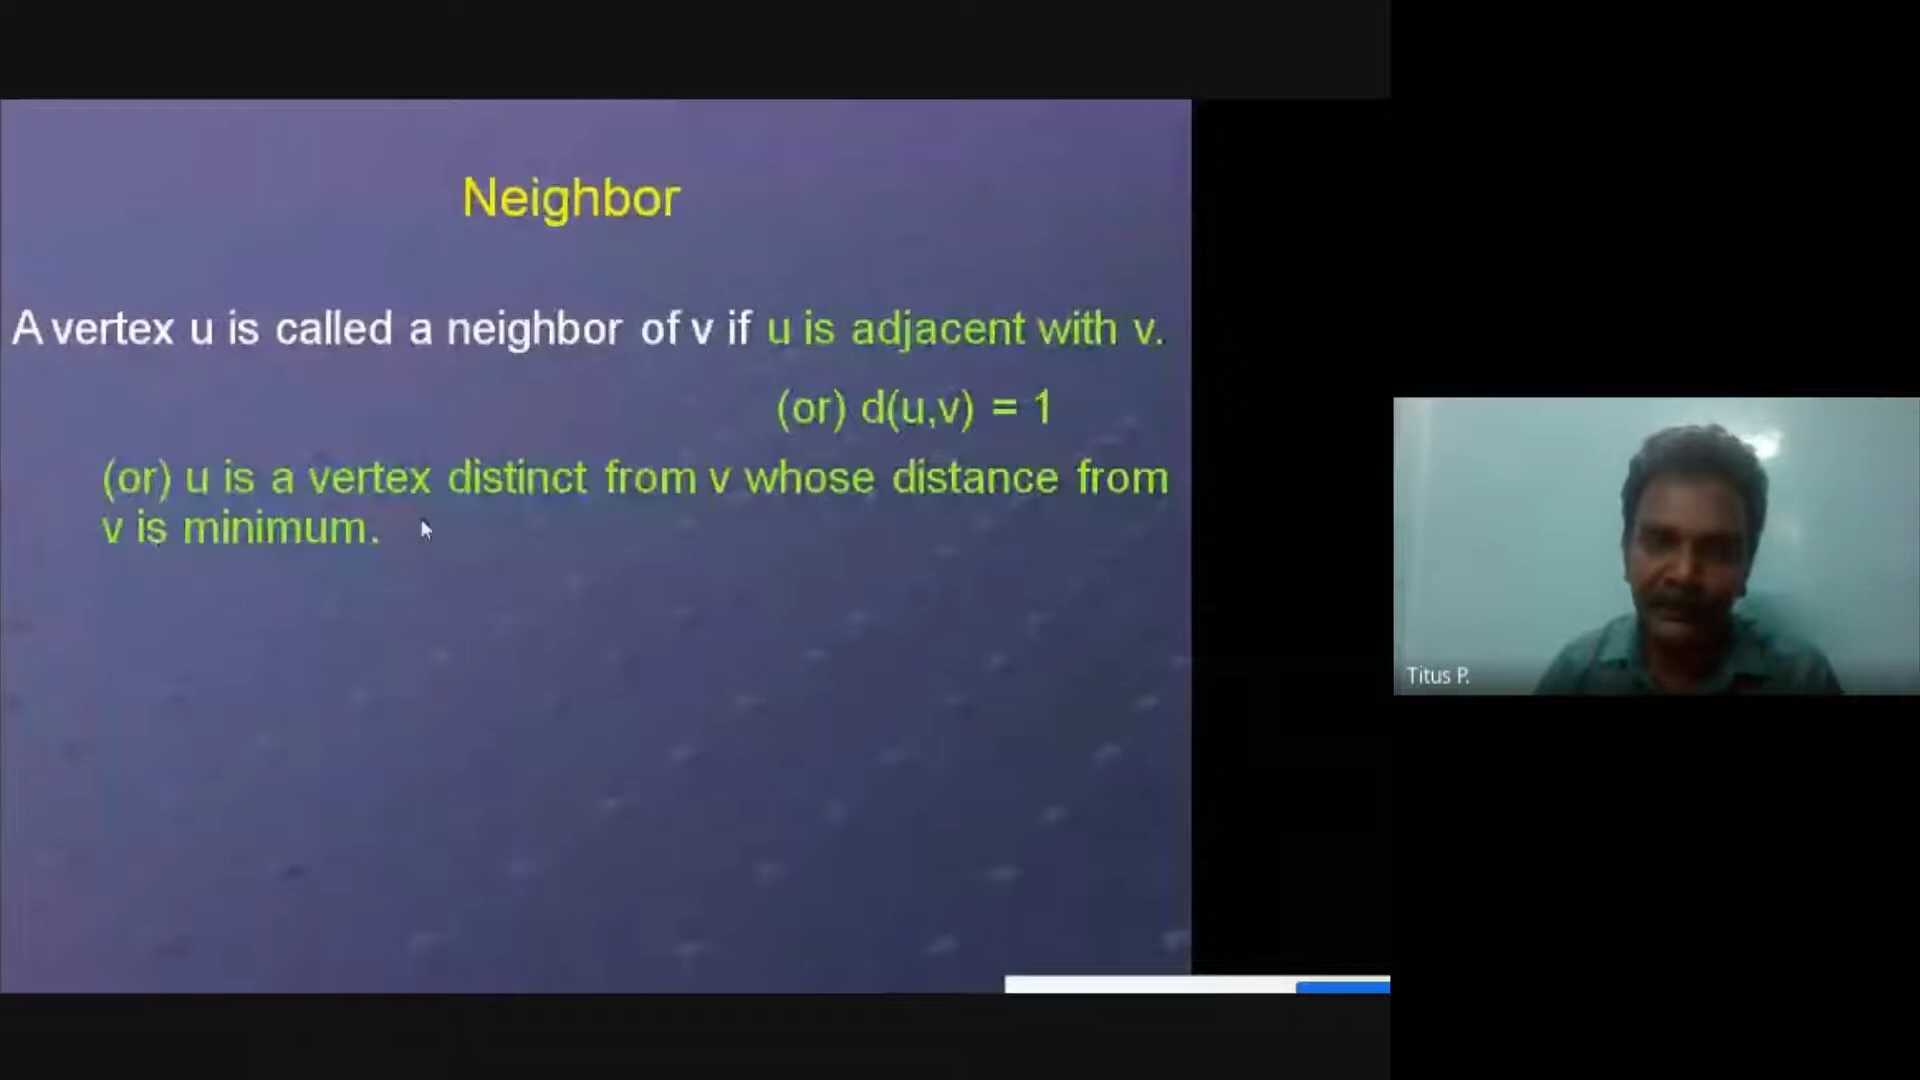 Neighbor
A vertex u is called a neighbor of v if u is adjacent with v.
(or) d(u,v) = 1
(or) u is a vertex distinct from v whose distance from
v is minimum.
Titus P.